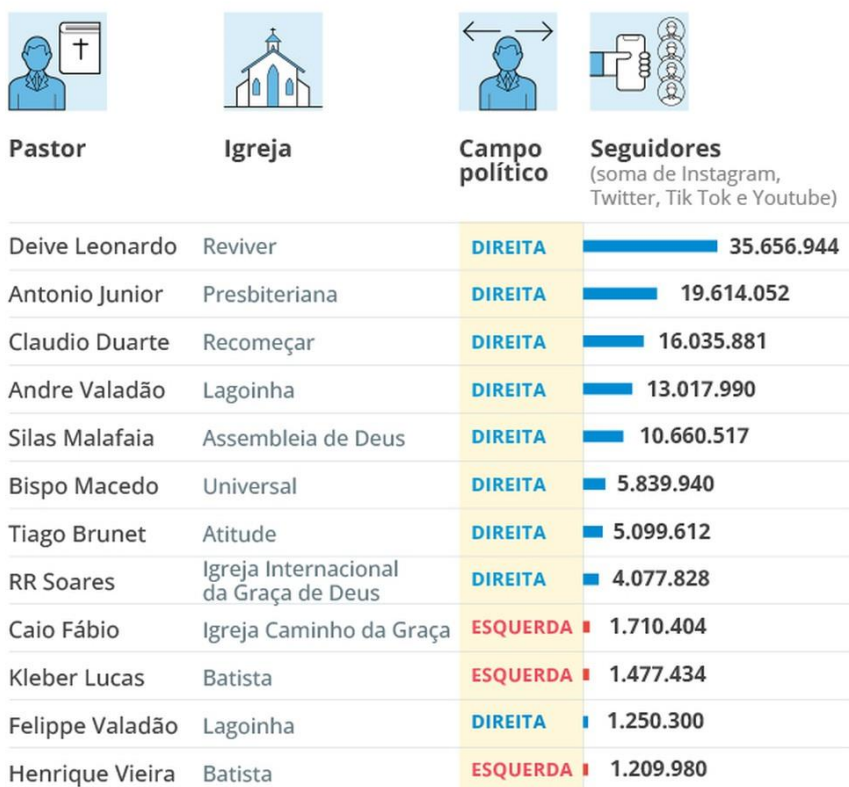 Pastor Igreja Campo político Seguidores
(soma de Instagram,
Twitter, Tik Tok e Youtube)
Deive Leonardo Reviver DIREITA 35.656.944
Antonio Junior Presbiteriana DIREITA 19.614.052
Claudio Duarte Recomeçar DIREITA 16.035.881
Andre Valadão Lagoinha DIREITA 13.017.990
Silas Malafaia Assembleia de Deus DIREITA 10.660.517
Bispo Macedo Universal DIREITA 5.839.940
Tiago Brunet Atitude DIREITA 5.099.612
RR Soares Igreja Internacional da Graça de Deus DIREITA 4.077.828
Caio Fábio Igreja Caminho da Graça ESQUERDA 1.710.404
Kleber Lucas Batista ESQUERDA 1.477.434
Felippe Valadão Lagoinha DIREITA 1.250.300
Henrique Vieira Batista ESQUERDA 1.209.980